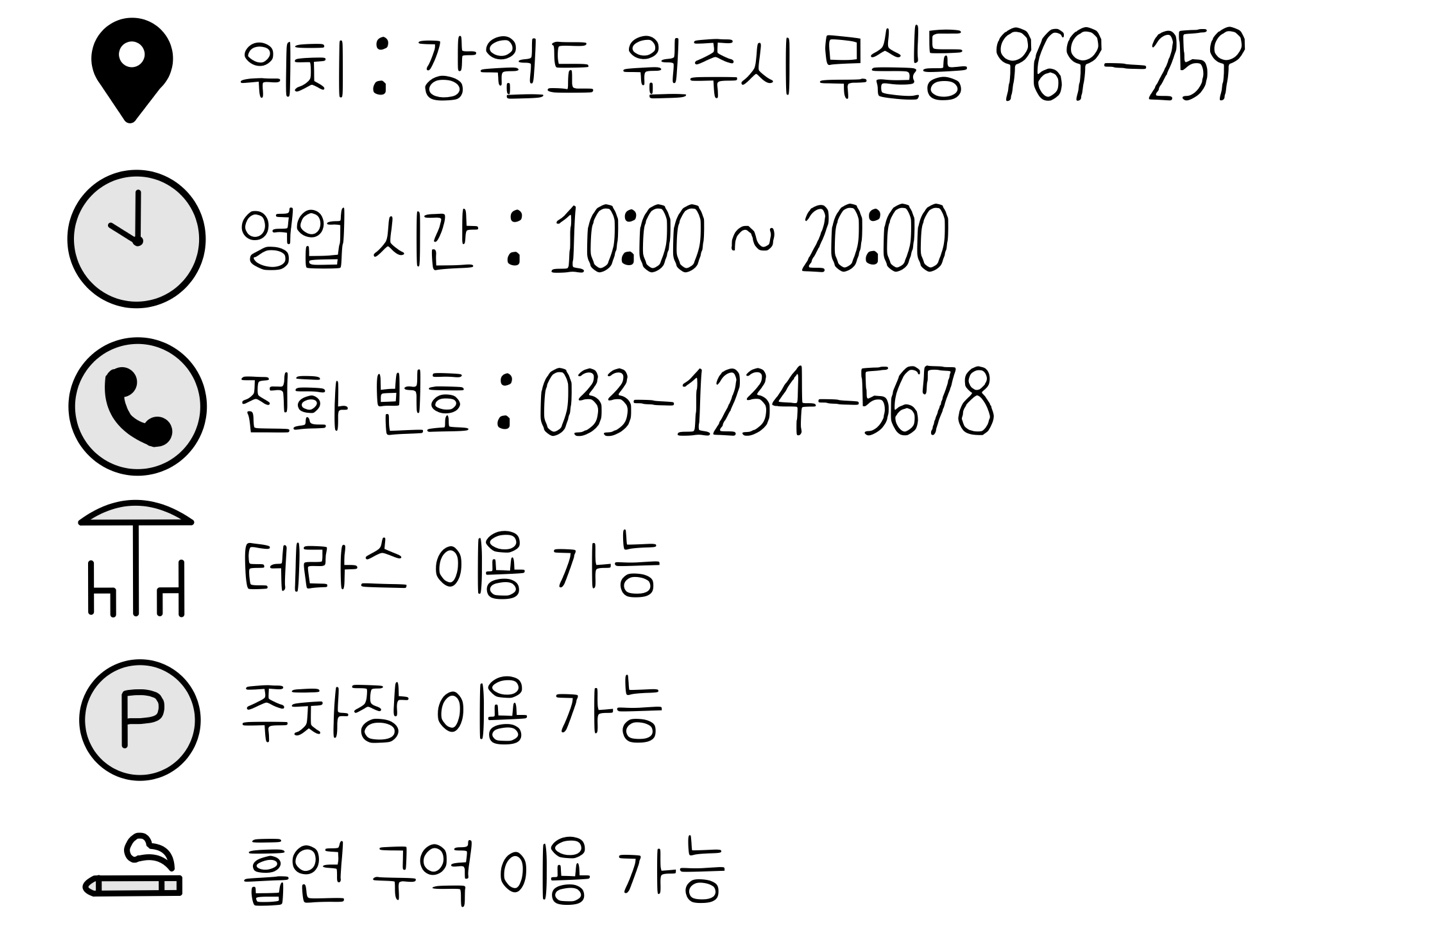 위치 : 강원도 원주시 무실동 969-259
영업 시간 : 10:00 ~ 20:00
전화 번호 : 033-1234-5678
테라스 이용 가능
P
주차장 이용 가능
흡연 구역 이용 가능